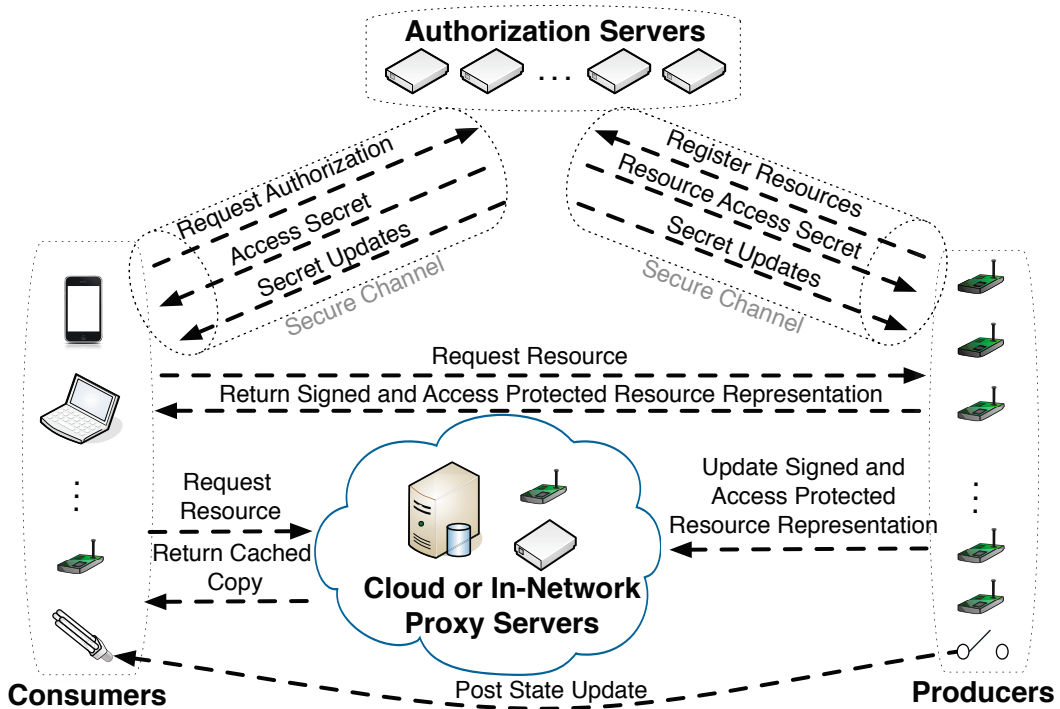 Authorization Servers
Request Authorization
Access Secret
Secret Updates
Secure Channel
Register Resources
Resource Access Secret
Secret Updates
Secure Channel
Request Resource
Return Signed and Access Protected Resource Representation
Request
Resource
Return Cached
Copy
Update Signed and
Access Protected
Resource Representation
Cloud or In-Network
Proxy Servers
Post State Update
Consumers
Producers